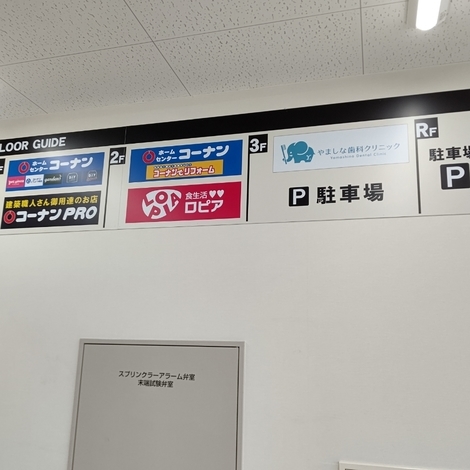 LOOR GUIDE
F
ホーム
センター コーナン
建築職人さん御用達のお店
コーナンPRO
2F
ホーム
センター コーナン
コーナンeリフォーム
食生活♥♥
ロピア
3F
やましな歯科クリニック
Yamashina Dental Clinic
P 駐車場
RF
駐車場
P
スプリンクラーアラーム弁室
末端試験弁室